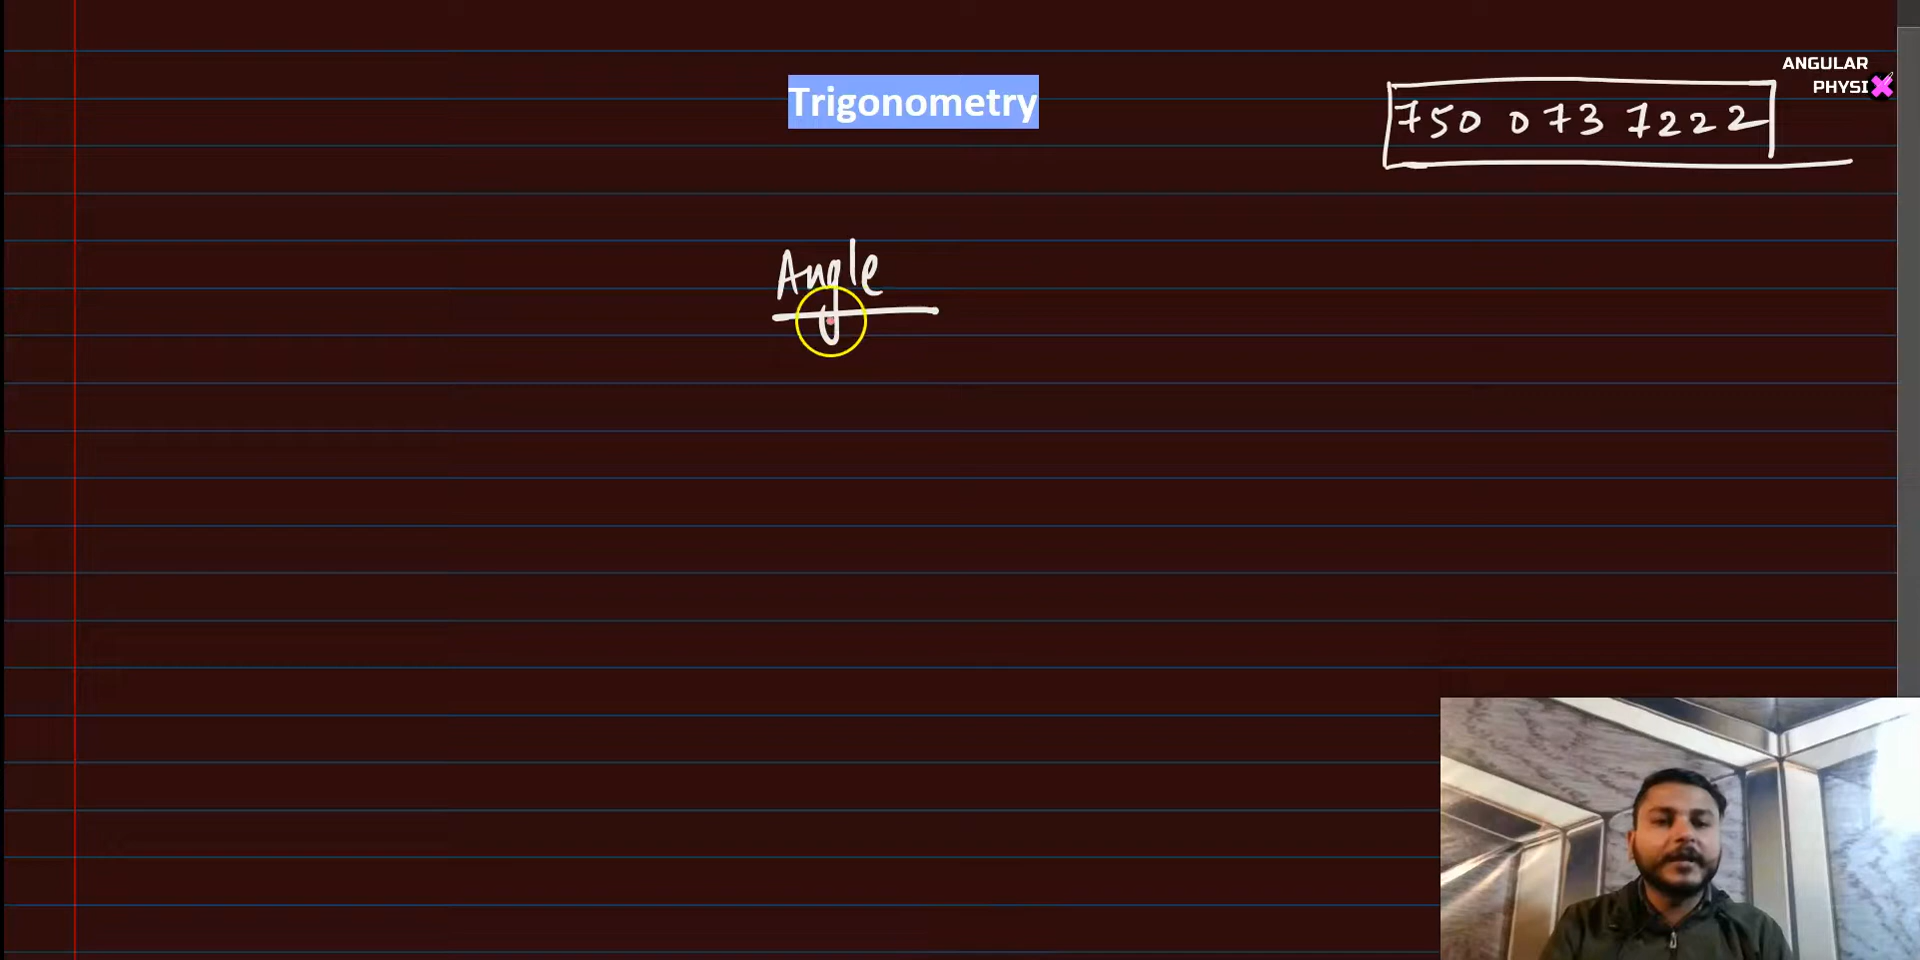 Trigonometry
ANGULAR
PHYSI
750 073 7222
Angle